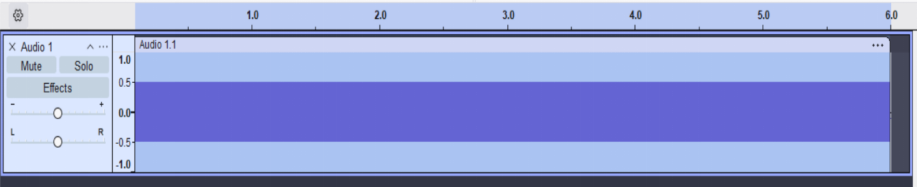 1.0 2.0 3.0 4.0 5.0 6.0
X Audio 1 ^ ...
Audio 1.1 ...
Mute Solo
Effects
- +
L R
1.0
0.5
0.0
-0.5
-1.0